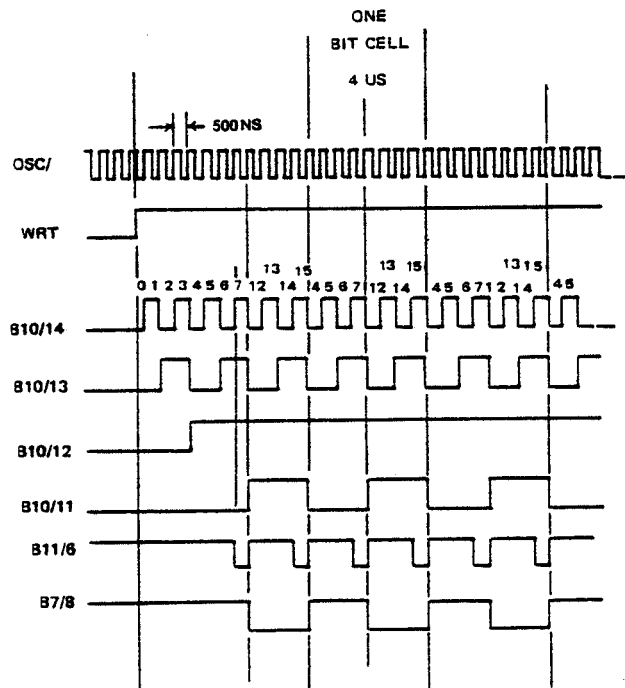 ONE
BIT CELL
4 US
500NS
OSC/
WRT
13 15 13 15 13 15
0 1 2 3 4 5 6 7 12 14 4 5 6 7 12 14 4 5 6 7 12 14 4 5
B10/14
B10/13
B10/12
B10/11
B11/6
B7/8